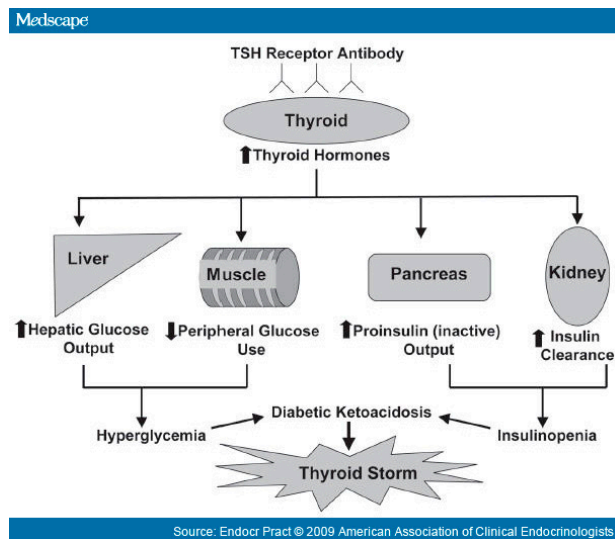 Medscape
TSH Receptor Antibody
Thyroid
Thyroid Hormones
Liver
Muscle
Pancreas
Kidney
Hepatic Glucose
Output
Peripheral Glucose
Use
Proinsulin (inactive)
Output
Insulin
Clearance
Hyperglycemia
Diabetic Ketoacidosis
Insulinopenia
Thyroid Storm
Source: Endocr Pract © 2009 American Association of Clinical Endocrinologists